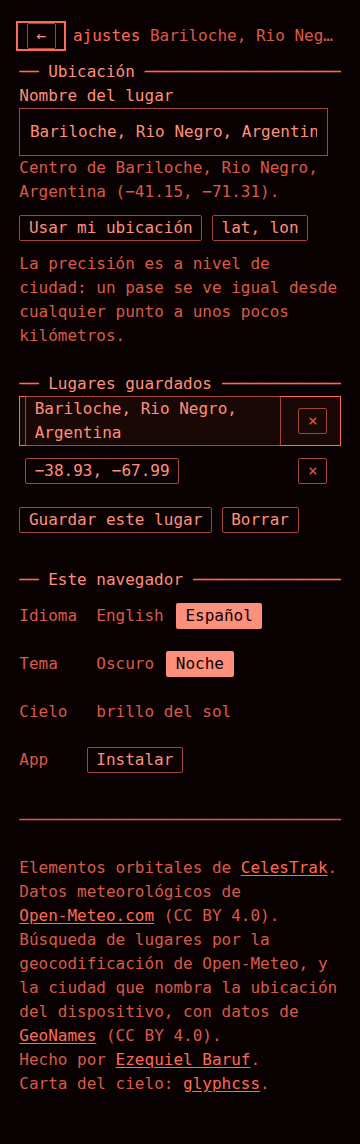 ← ajustes Bariloche, Rio Neg…
Ubicación
Nombre del lugar
Bariloche, Rio Negro, Argentin
Centro de Bariloche, Rio Negro,
Argentina (−41.15, −71.31).
Usar mi ubicación lat, lon
La precisión es a nivel de
ciudad: un pase se ve igual desde
cualquier punto a unos pocos
kilómetros.
Lugares guardados
Bariloche, Rio Negro,
Argentina ×
−38.93, −67.99 ×
Guardar este lugar Borrar
Este navegador
Idioma English Español
Tema Oscuro Noche
Cielo brillo del sol
App Instalar
Elementos orbitales de CelesTrak.
Datos meteorológicos de
Open-Meteo.com (CC BY 4.0).
Búsqueda de lugares por la
geocodificación de Open-Meteo, y
la ciudad que nombra la ubicación
del dispositivo, con datos de
GeoNames (CC BY 4.0).
Hecho por Ezequiel Baruf.
Carta del cielo: glyphcss.